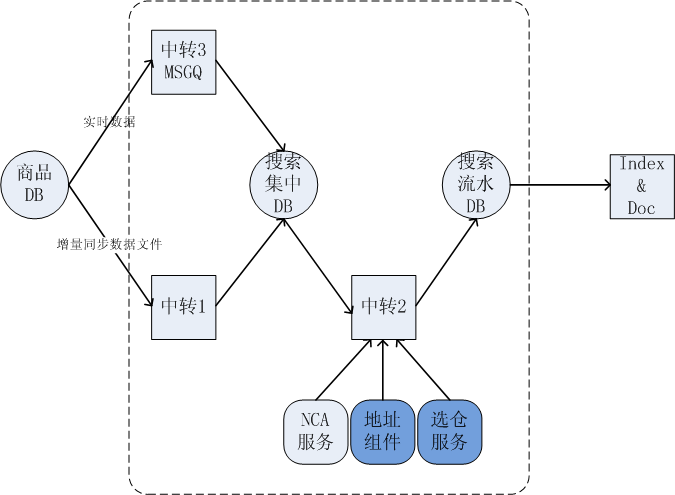 中转3
MSGQ
实时数据
商品
DB
搜索
集中
DB
搜索
流水
DB
Index
&
Doc
增量同步数据文件
中转1
中转2
NCA
服务
地址
组件
选仓
服务